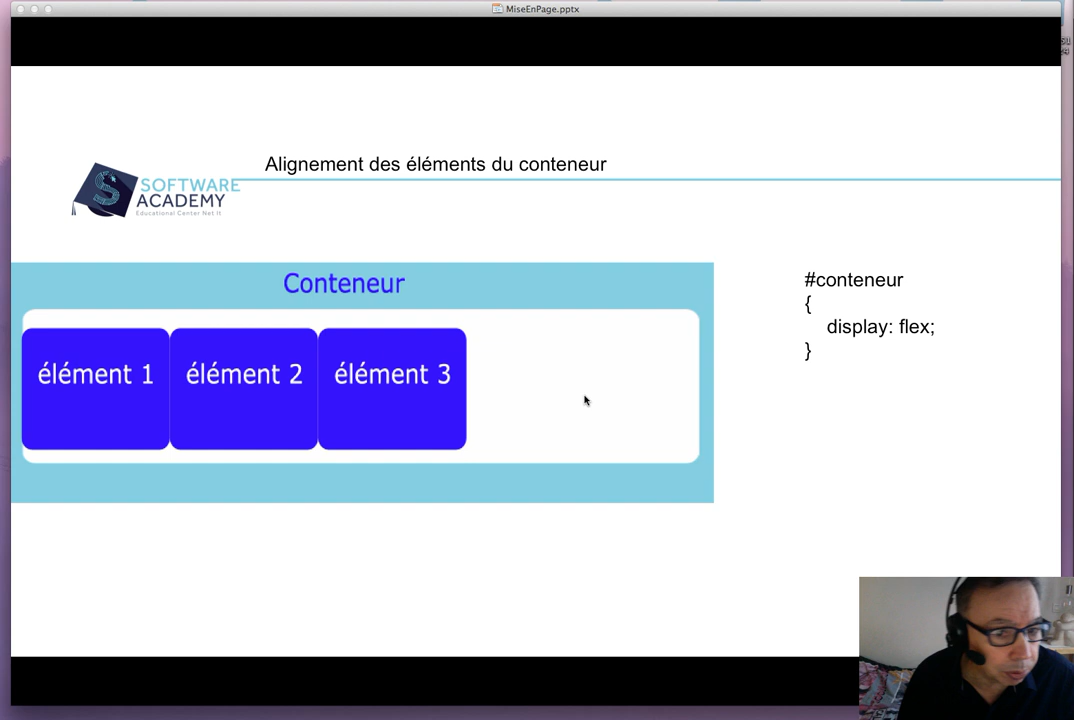 MiseEnPage.pptx
Alignement des éléments du conteneur
SOFTWARE
ACADEMY
Educational Center Net It
Conteneur
élément 1 élément 2 élément 3
#conteneur
{
display: flex;
}